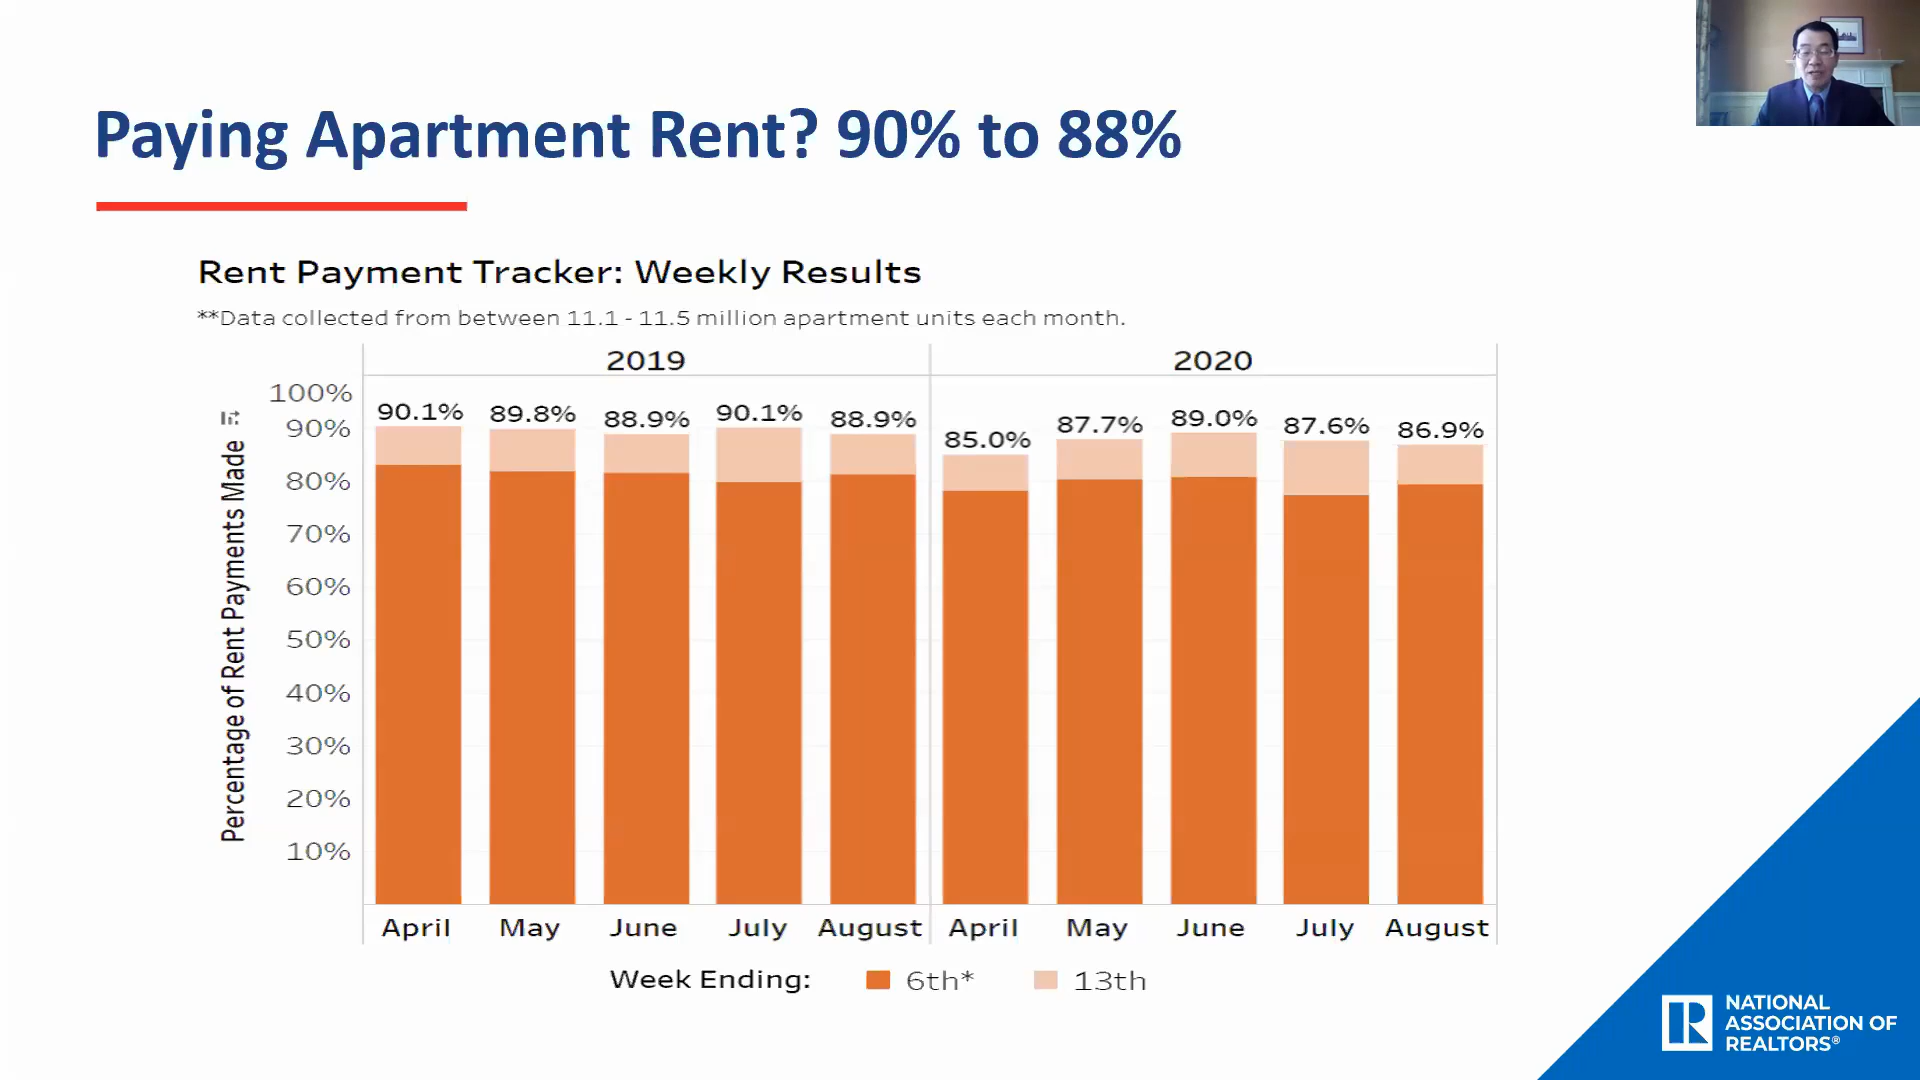 Paying Apartment Rent? 90% to 88%
Rent Payment Tracker: Weekly Results
**Data collected from between 11.1 - 11.5 million apartment units each month.
2019
2020
Percentage of Rent Payments Made
100%
90%
80%
70%
60%
50%
40%
30%
20%
10%
90.1%
89.8%
88.9%
90.1%
88.9%
85.0%
87.7%
89.0%
87.6%
86.9%
April
May
June
July
August
April
May
June
July
August
Week Ending:
6th*
13th
NATIONAL
ASSOCIATION OF
REALTORS®